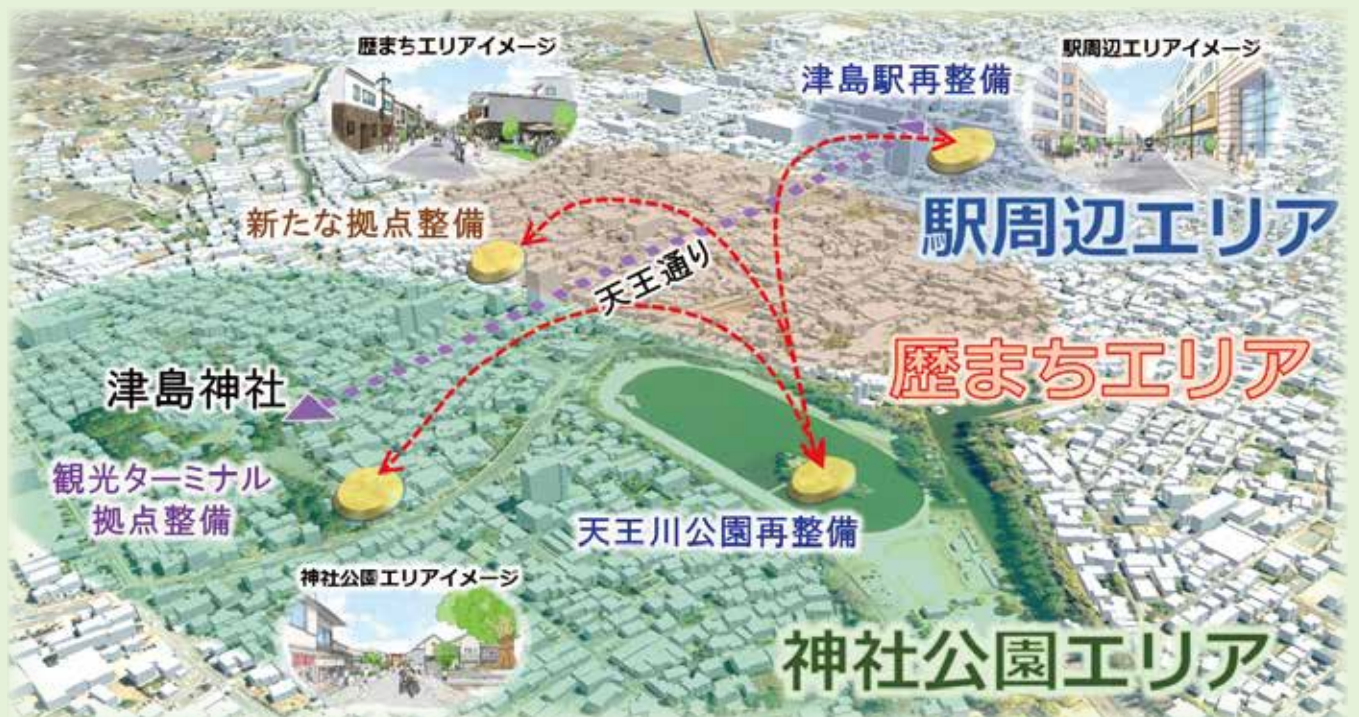 歴まちエリアイメージ
駅周辺エリアイメージ
津島駅再整備
新たな拠点整備
駅周辺エリア
天王通り
歴まちエリア
津島神社
観光ターミナル
拠点整備
天王川公園再整備
神社公園エリアイメージ
神社公園エリア